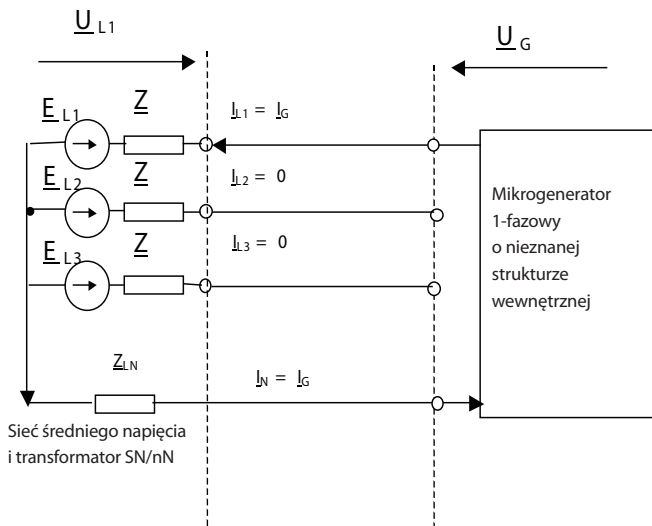 U L1
U G
E L1
Z
I L1 = I G
E L2
Z
I L2 = 0
E L3
Z
I L3 = 0
Mikrogenerator
1-fazowy
o nieznanej
strukturze
wewnętrznej
Z LN
I N = I G
Sieć średniego napięcia
i transformator SN/nN